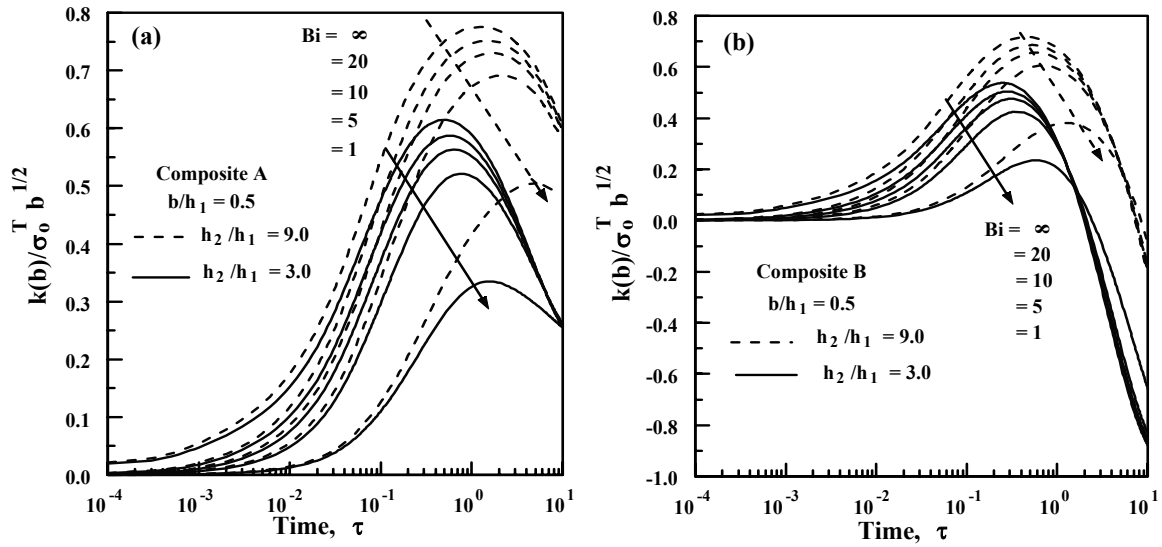 (a)
Bi = ∞
= 20
= 10
= 5
= 1
Composite A
b/h₁ = 0.5
h₂/h₁ = 9.0
h₂/h₁ = 3.0
k(b)/σₒᵀ b^1/2
0.8
0.7
0.6
0.5
0.4
0.3
0.2
0.1
0.0
10⁻⁴ 10⁻³ 10⁻² 10⁻¹ 10⁰ 10¹
Time, τ
(b)
Bi = ∞
= 20
= 10
= 5
= 1
Composite B
b/h₁ = 0.5
h₂/h₁ = 9.0
h₂/h₁ = 3.0
k(b)/σₒᵀ b^1/2
0.8
0.6
0.4
0.2
0.0
-0.2
-0.4
-0.6
-0.8
-1.0
10⁻⁴ 10⁻³ 10⁻² 10⁻¹ 10⁰ 10¹
Time, τ